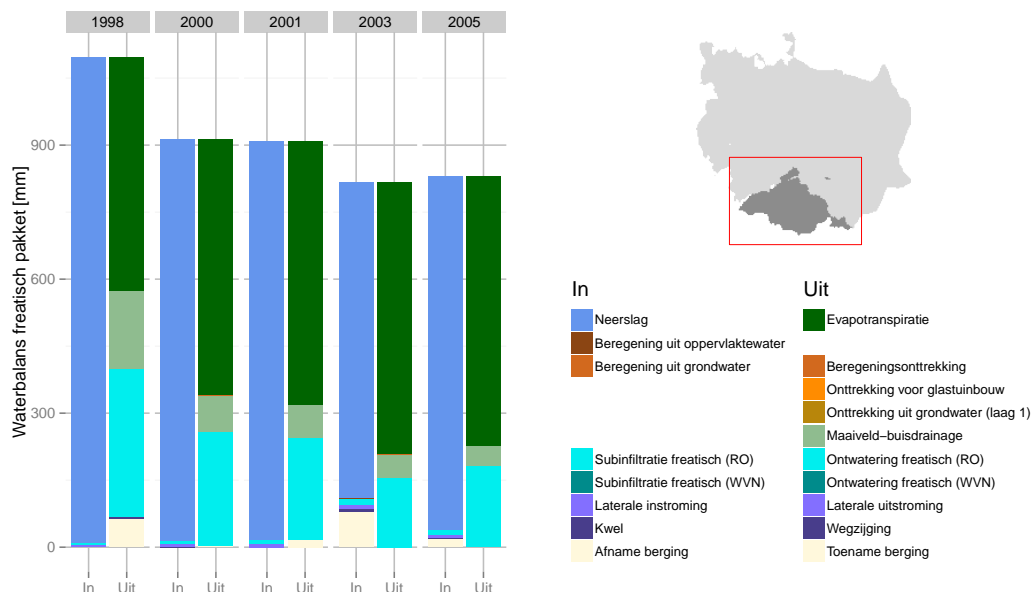 1998 2000 2001 2003 2005
Waterbalans freatisch pakket [mm]
900
600
300
0
In Uit In Uit In Uit In Uit In Uit
In
Neerslag
Beregening uit oppervlaktewater
Beregening uit grondwater
Subinfiltratie freatisch (RO)
Subinfiltratie freatisch (WVN)
Laterale instroming
Kwel
Afname berging
Uit
Evapotranspiratie
Beregeningsonttrekking
Onttrekking voor glastuinbouw
Onttrekking uit grondwater (laag 1)
Maaiveld−buisdrainage
Ontwatering freatisch (RO)
Ontwatering freatisch (WVN)
Laterale uitstroming
Wegzijging
Toename berging